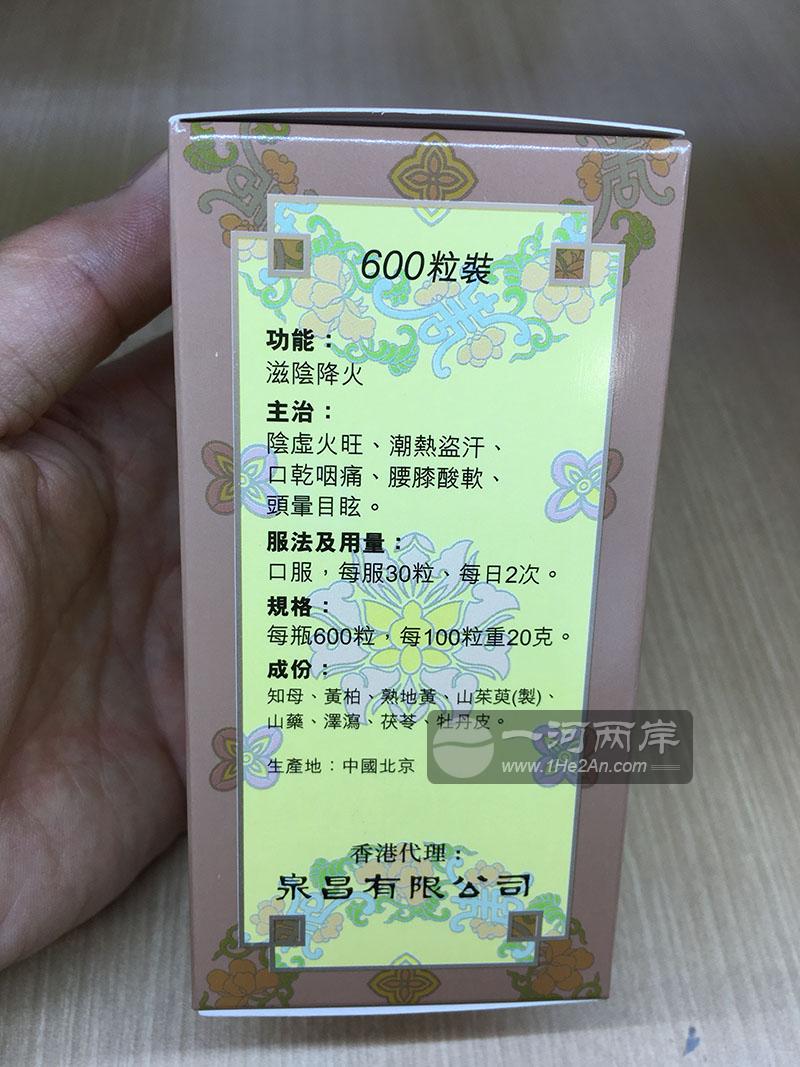 600粒裝
功能：
滋陰降火
主治：
陰虛火旺、潮熱盜汗、
口乾咽痛、腰膝酸軟、
頭暈目眩。
服法及用量：
口服，每服30粒、每日2次。
規格：
每瓶600粒，每100粒重20克。
成份：
知母、黃柏、熟地黃、山茱萸(製)、
山藥、澤瀉、茯苓、牡丹皮。
生產地：中國北京
一河两岸
www.1He2An.com
香港代理：
泉昌有限公司